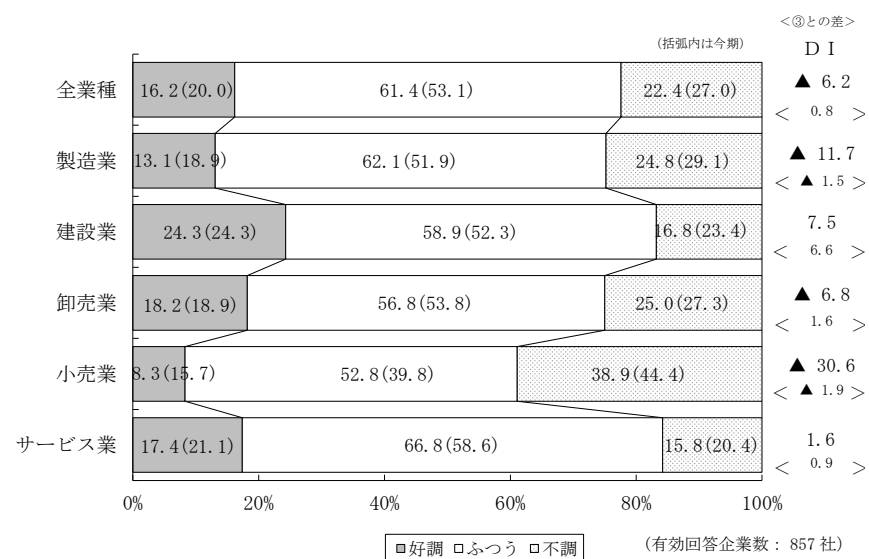 <③との差>
(括弧内は今期) ＤＩ
全業種 16.2(20.0) 61.4(53.1) 22.4(27.0) ▲ 6.2
< 0.8 >
製造業 13.1(18.9) 62.1(51.9) 24.8(29.1) ▲ 11.7
< ▲ 1.5 >
建設業 24.3(24.3) 58.9(52.3) 16.8(23.4) 7.5
< 6.6 >
卸売業 18.2(18.9) 56.8(53.8) 25.0(27.3) ▲ 6.8
< 1.6 >
小売業 8.3(15.7) 52.8(39.8) 38.9(44.4) ▲ 30.6
< ▲ 1.9 >
サービス業 17.4(21.1) 66.8(58.6) 15.8(20.4) 1.6
< 0.9 >
0% 20% 40% 60% 80% 100%
好調 ふつう 不調 (有効回答企業数： 857 社)